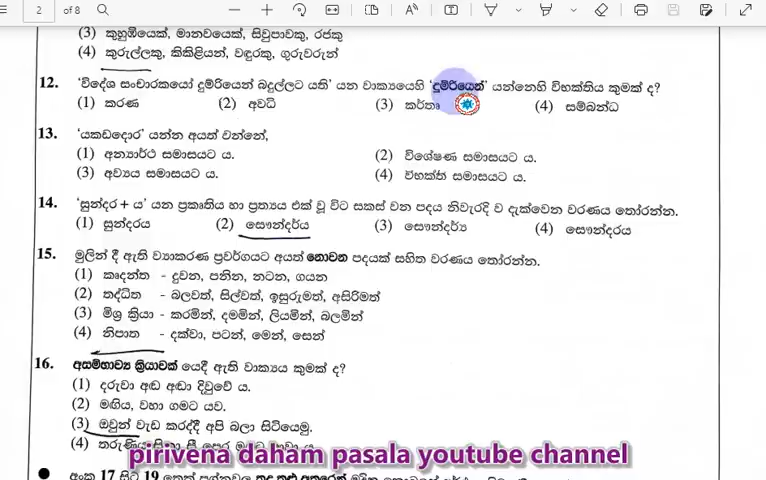 2 of 8
(3) කුහුඹියෙක්, මානවයෙක්, සිවුපාවකු, රජකු
(4) කුරුල්ලකු, කිකිළියන්, වඳුරකු, ගුරුවරුන්
12. 'විදේශ සංචාරකයෝ දුම්රියෙන් බදුල්ලට යති' යන වාක්‍යයෙහි 'දුම්රියෙන්' යන්නෙහි විභක්තිය කුමක් ද?
(1) කරණ (2) අවධි (3) කර්තෘ (4) සම්බන්ධ
13. 'යකඩදොර' යන්න අයත් වන්නේ,
(1) අන්‍යාර්ථ සමාසයට ය. (2) විශේෂණ සමාසයට ය.
(3) අව්‍යය සමාසයට ය. (4) විභක්ති සමාසයට ය.
14. 'සුන්දර + ය' යන ප්‍රකෘතිය හා ප්‍රත්‍යය එක් වූ විට සකස් වන පදය නිවැරදි ව දැක්වෙන වරණය තෝරන්න.
(1) සුන්දරය (2) සෞන්දර්ය (3) සෞන්දර්‍ය (4) සෞන්දරය
15. මුලින් දී ඇති ව්‍යාකරණ ප්‍රවර්ගයට අයත් නොවන පදයක් සහිත වරණය තෝරන්න.
(1) කෘදන්ත - දුවන, පනින, නටන, ගයන
(2) තද්ධිත - බලවත්, සිල්වත්, ඉසුරුමත්, අසිරිමත්
(3) මිශ්‍ර ක්‍රියා - කරමින්, දමමින්, ලියමින්, බලමින්
(4) නිපාත - දක්වා, පටන්, මෙන්, සෙන්
16. අසම්භාව්‍ය ක්‍රියාවක් යෙදී ඇති වාක්‍යය කුමක් ද?
(1) දරුවා අඬ අඬා දිවුවේ ය.
(2) මඟිය, වහා ගමට යව.
(3) ඔවුන් වැඩ කරද්දී අපි බලා සිටියෙමු.
(4) තරුණිය
pirivena daham pasala youtube channel
● අංක 17 සිට 19 තෙක්